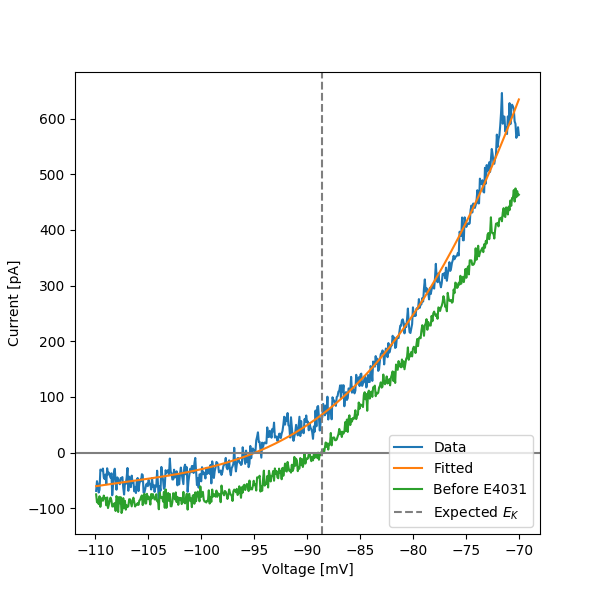 Current [pA]
600
500
400
300
200
100
0
−100
−110
−105
−100
−95
−90
−85
−80
−75
−70
Voltage [mV]
Data
Fitted
Before E4031
Expected E_K